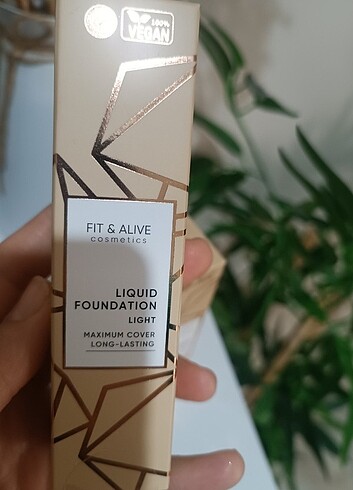 100%
VEGAN
FIT & ALIVE
cosmetics
LIQUID
FOUNDATION
LIGHT
MAXIMUM COVER
LONG-LASTING